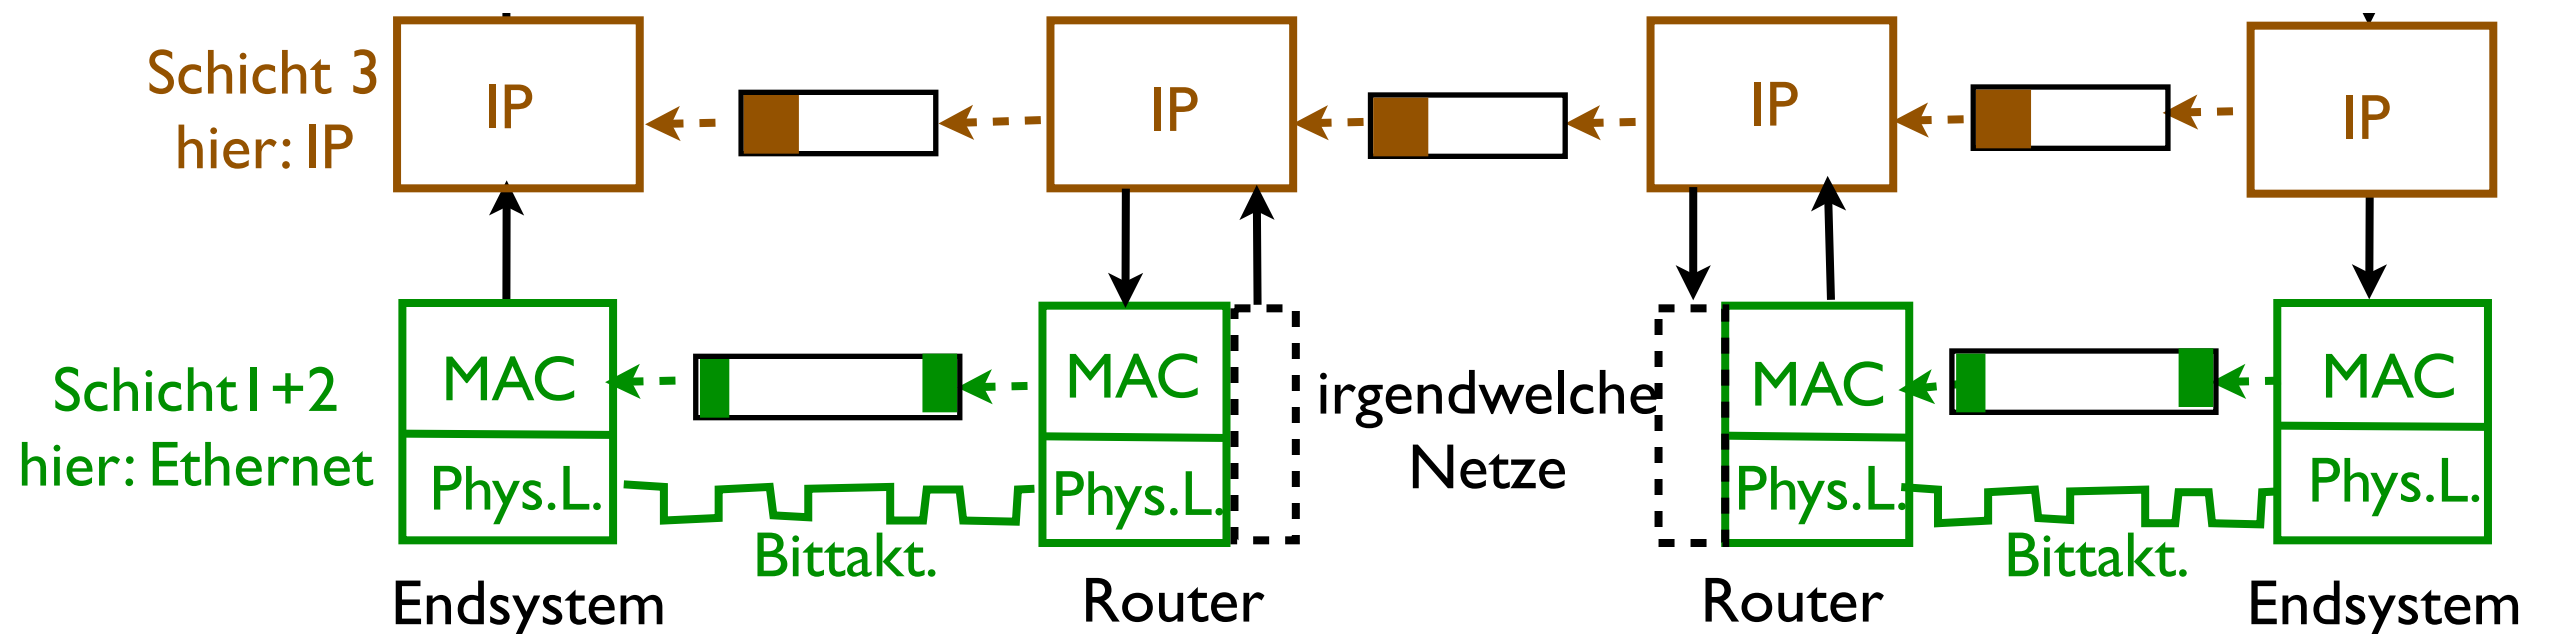 Schicht 3
hier: IP
IP
IP
IP
IP
Schicht1+2
hier: Ethernet
MAC
Phys.L.
MAC
Phys.L.
irgendwelche
Netze
MAC
Phys.L.
MAC
Phys.L.
Bittakt.
Bittakt.
Endsystem
Router
Router
Endsystem